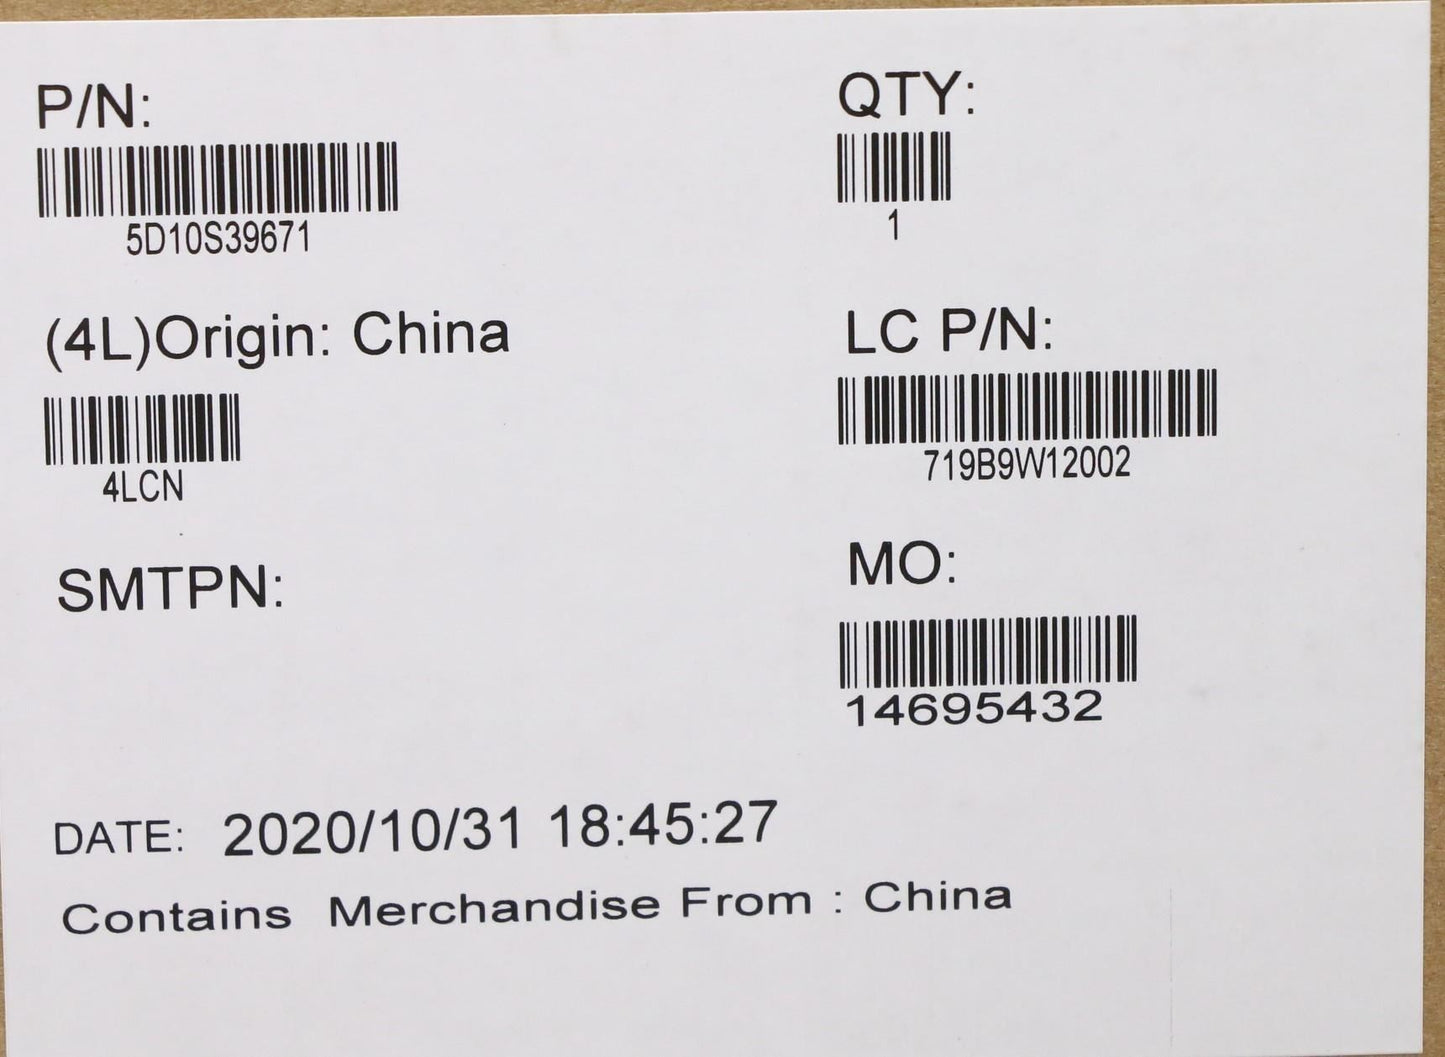 P/N:
5D10S39671
QTY:
1
(4L)Origin: China
4LCN
LC P/N:
719B9W12002
SMTPN:
MO:
14695432
DATE: 2020/10/31 18:45:27
Contains Merchandise From : China